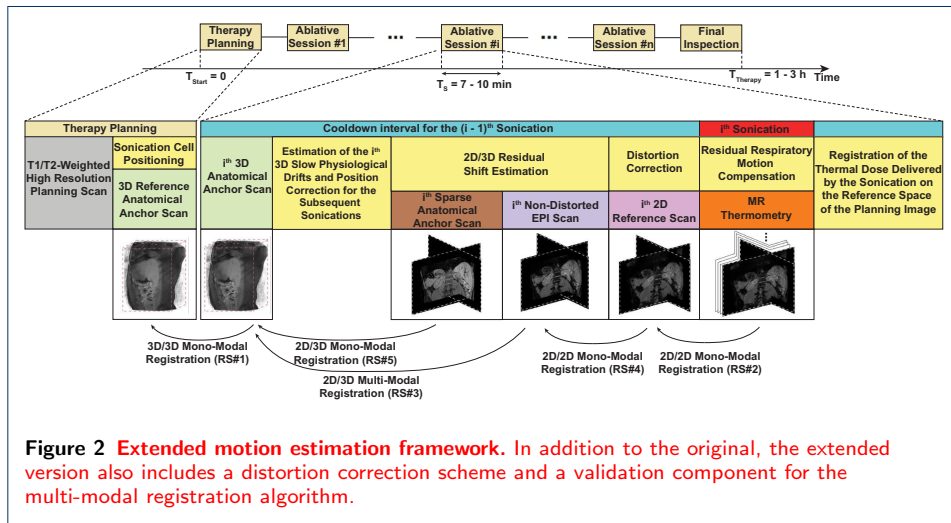 Therapy
Planning
Ablative
Session #1
...
Ablative
Session #i
...
Ablative
Session #n
Final
Inspection
T Start = 0
T S = 7 - 10 min
T Therapy = 1 - 3 h
Time
Therapy Planning
Cooldown interval for the (i - 1)th Sonication
ith Sonication
T1/T2-Weighted
High Resolution
Planning Scan
Sonication Cell
Positioning
3D Reference
Anatomical
Anchor Scan
ith 3D
Anatomical
Anchor Scan
Estimation of the ith
3D Slow Physiological
Drifts and Position
Correction for the
Subsequent
Sonications
2D/3D Residual
Shift Estimation
ith Sparse
Anatomical
Anchor Scan
ith Non-Distorted
EPI Scan
Distortion
Correction
ith 2D
Reference Scan
Residual Respiratory
Motion
Compensation
MR
Thermometry
Registration of the
Thermal Dose Delivered
by the Sonication on
the Reference Space
of the Planning Image
3D/3D Mono-Modal
Registration (RS#1)
2D/3D Mono-Modal
Registration (RS#5)
2D/3D Multi-Modal
Registration (RS#3)
2D/2D Mono-Modal
Registration (RS#4)
2D/2D Mono-Modal
Registration (RS#2)
Figure 2 Extended motion estimation framework. In addition to the original, the extended
version also includes a distortion correction scheme and a validation component for the
multi-modal registration algorithm.